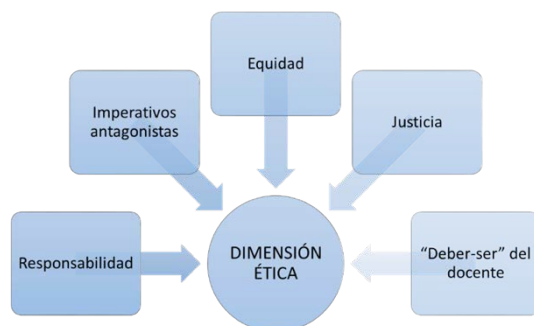 Equidad
Imperativos
antagonistas
Justicia
Responsabilidad
DIMENSIÓN
ÉTICA
“Deber-ser” del
docente